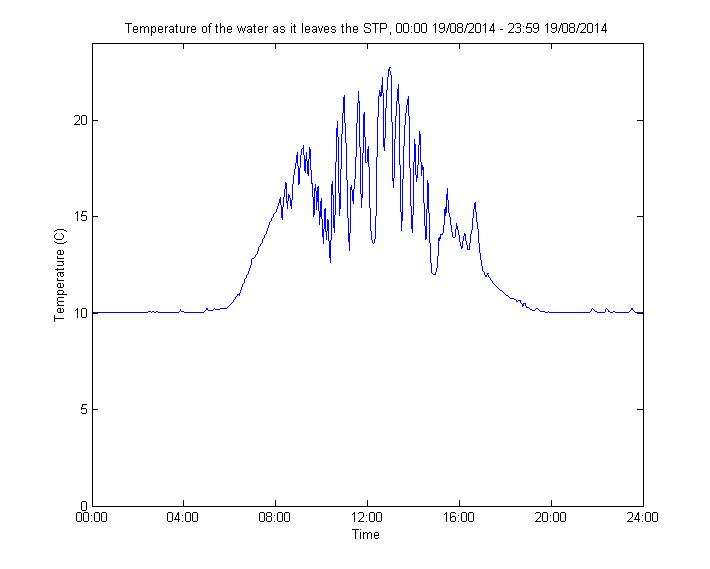 Temperature of the water as it leaves the STP, 00:00 19/08/2014 - 23:59 19/08/2014
20
15
10
5
0
Temperature (C)
00:00 04:00 08:00 12:00 16:00 20:00 24:00
Time